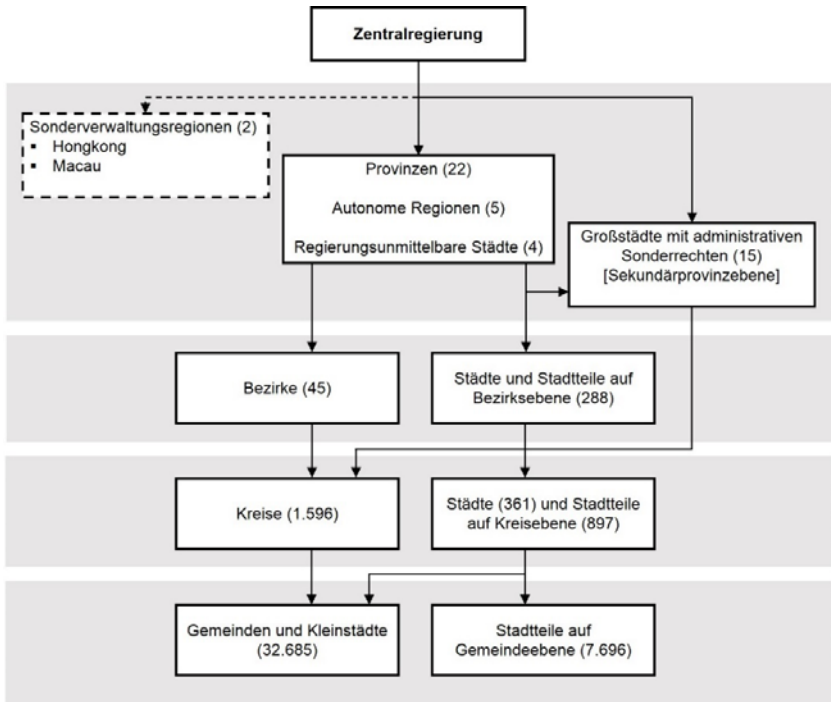 Zentralregierung
Sonderverwaltungsregionen (2)
▪ Hongkong
▪ Macau
Provinzen (22)
Autonome Regionen (5)
Regierungsunmittelbare Städte (4)
Großstädte mit administrativen
Sonderrechten (15)
[Sekundärprovinzebene]
Bezirke (45)
Städte und Stadtteile auf
Bezirksebene (288)
Kreise (1.596)
Städte (361) und Stadtteile
auf Kreisebene (897)
Gemeinden und Kleinstädte
(32.685)
Stadtteile auf
Gemeindeebene (7.696)